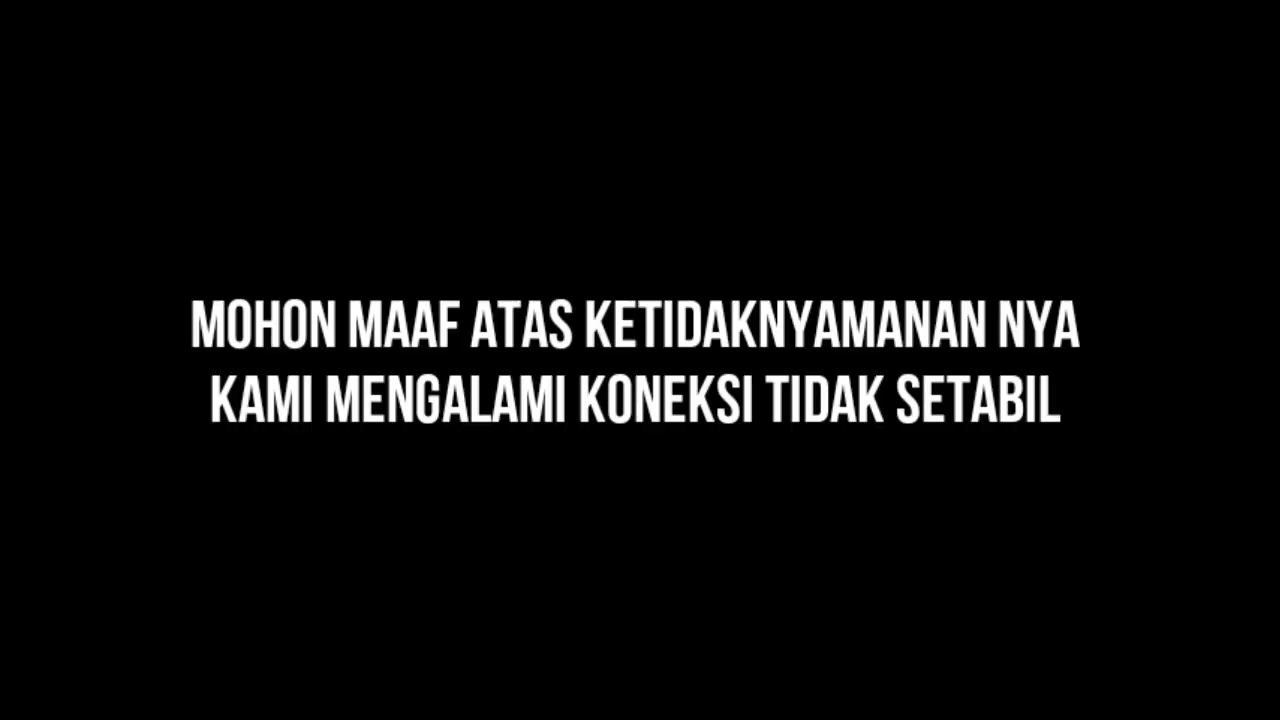 MOHON MAAF ATAS KETIDAKNYAMANAN NYA
KAMI MENGALAMI KONEKSI TIDAK SETABIL